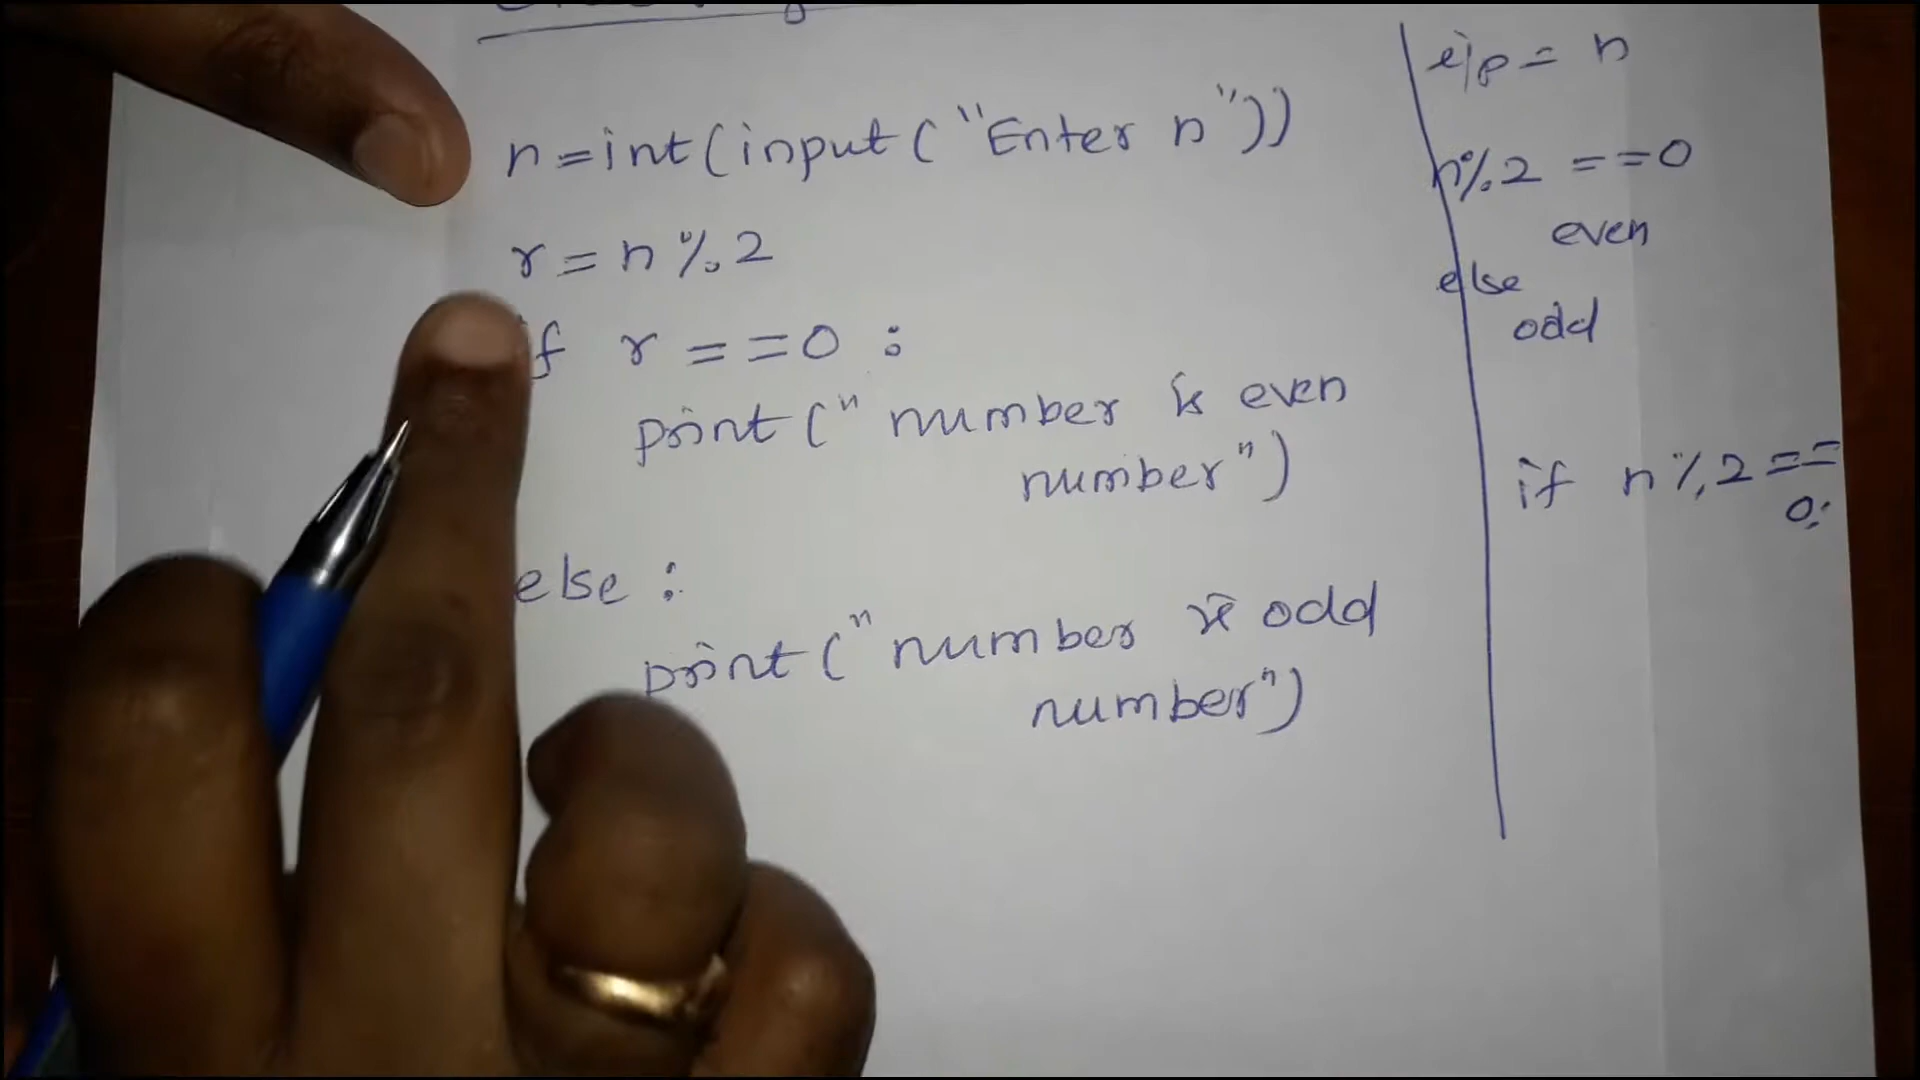 n=int(input("Enter n"))
r=n%2
if r==0:
print("number is even
number")
else:
print("number is odd
number")
i/p = n
n%2 ==0
even
else
odd
if n%2==
0: